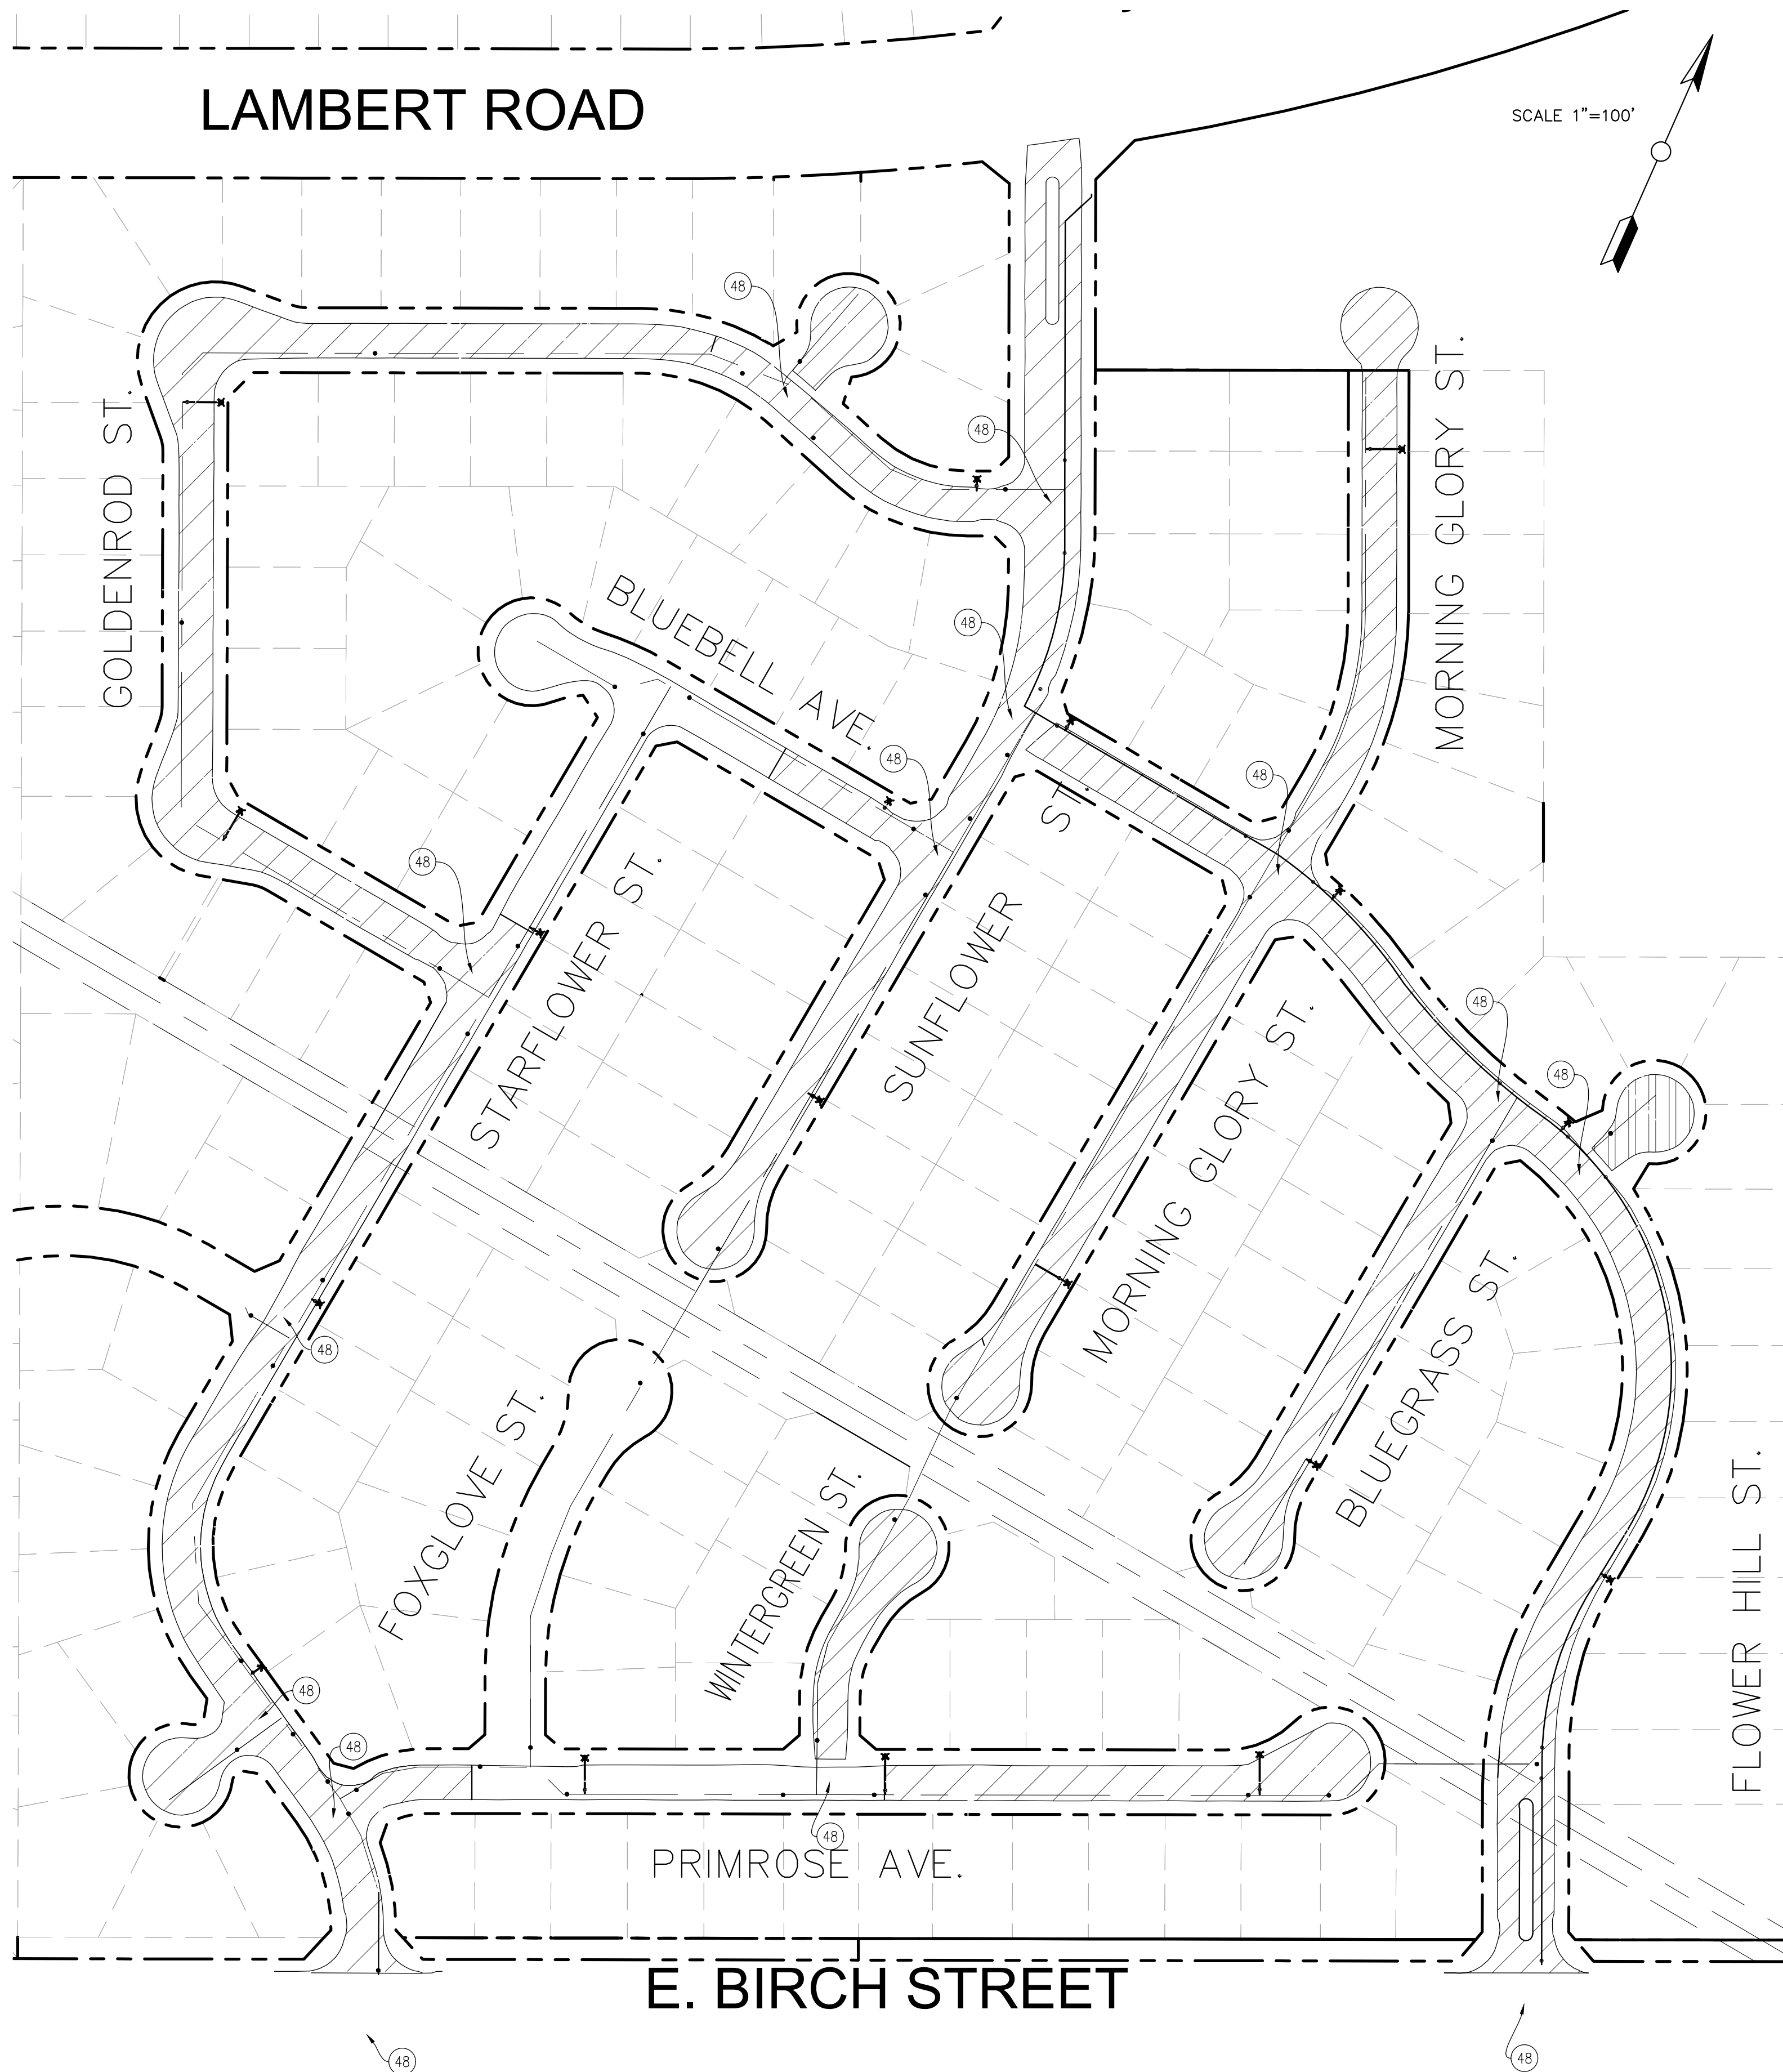 LAMBERT ROAD
SCALE 1"=100'
48
48
GOLDENROD ST.
MORNING GLORY ST.
BLUEBELL AVE.
48
48
48
48
STARFLOWER ST.
SUNFLOWER ST.
48
48
MORNING GLORY ST.
BLUEGRASS ST.
48
FOXGLOVE ST.
WINTERGREEN ST.
FLOWER HILL ST.
48
48
48
PRIMROSE AVE.
E. BIRCH STREET
48
48